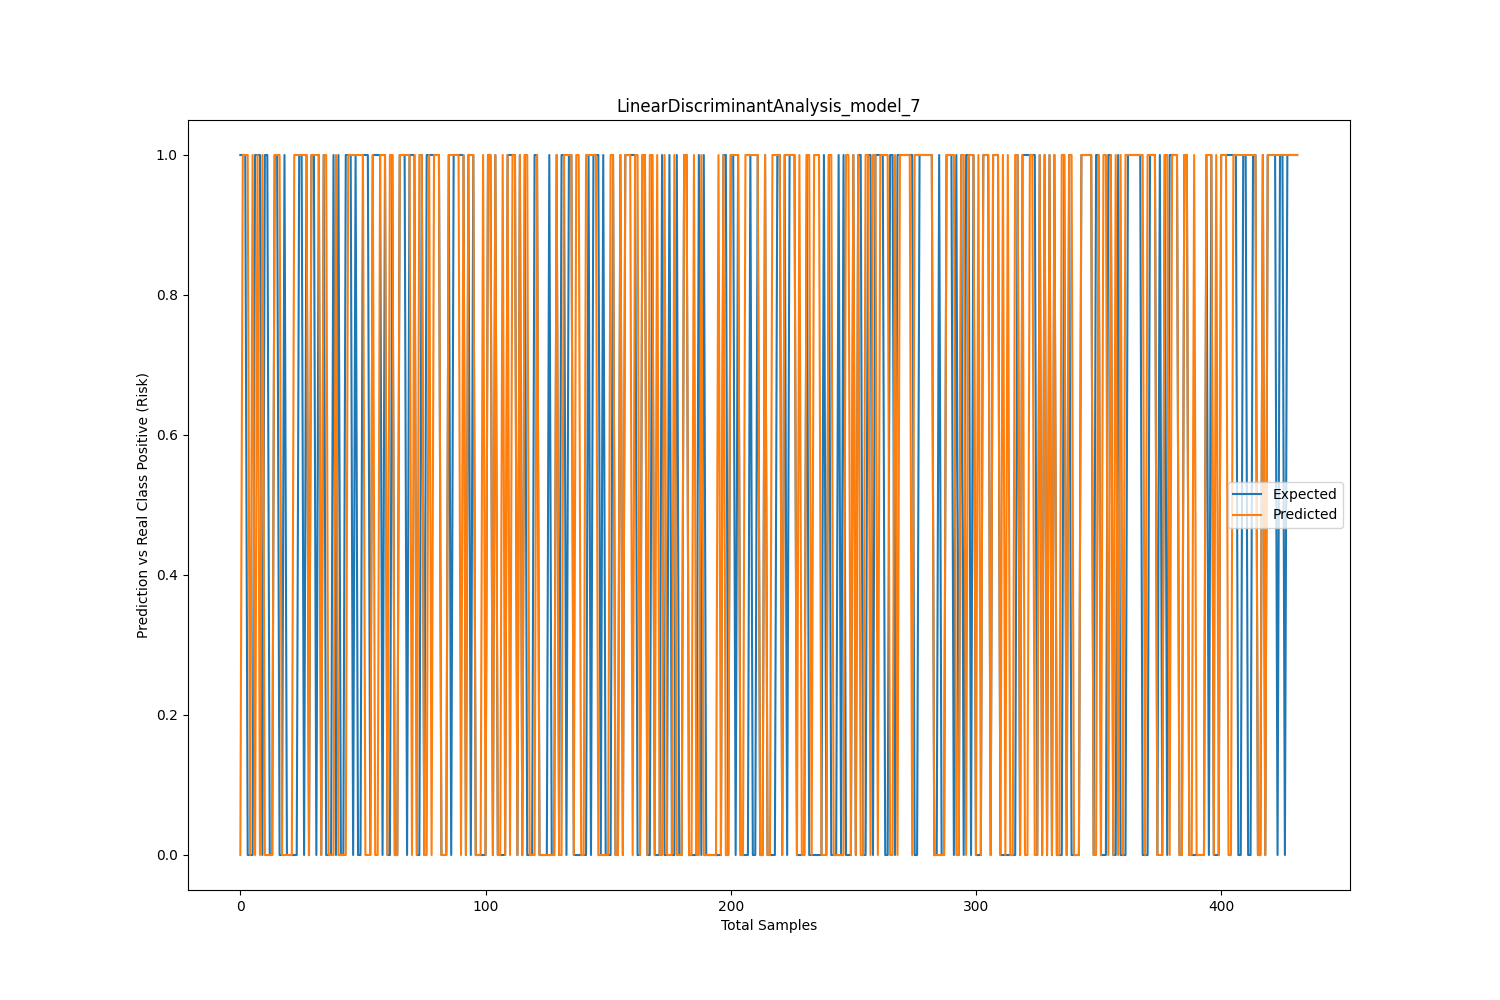 LinearDiscriminantAnalysis_model_7
1.0
0.8
0.6
0.4
0.2
0.0
Prediction vs Real Class Positive (Risk)
Expected
Predicted
0 100 200 300 400
Total Samples